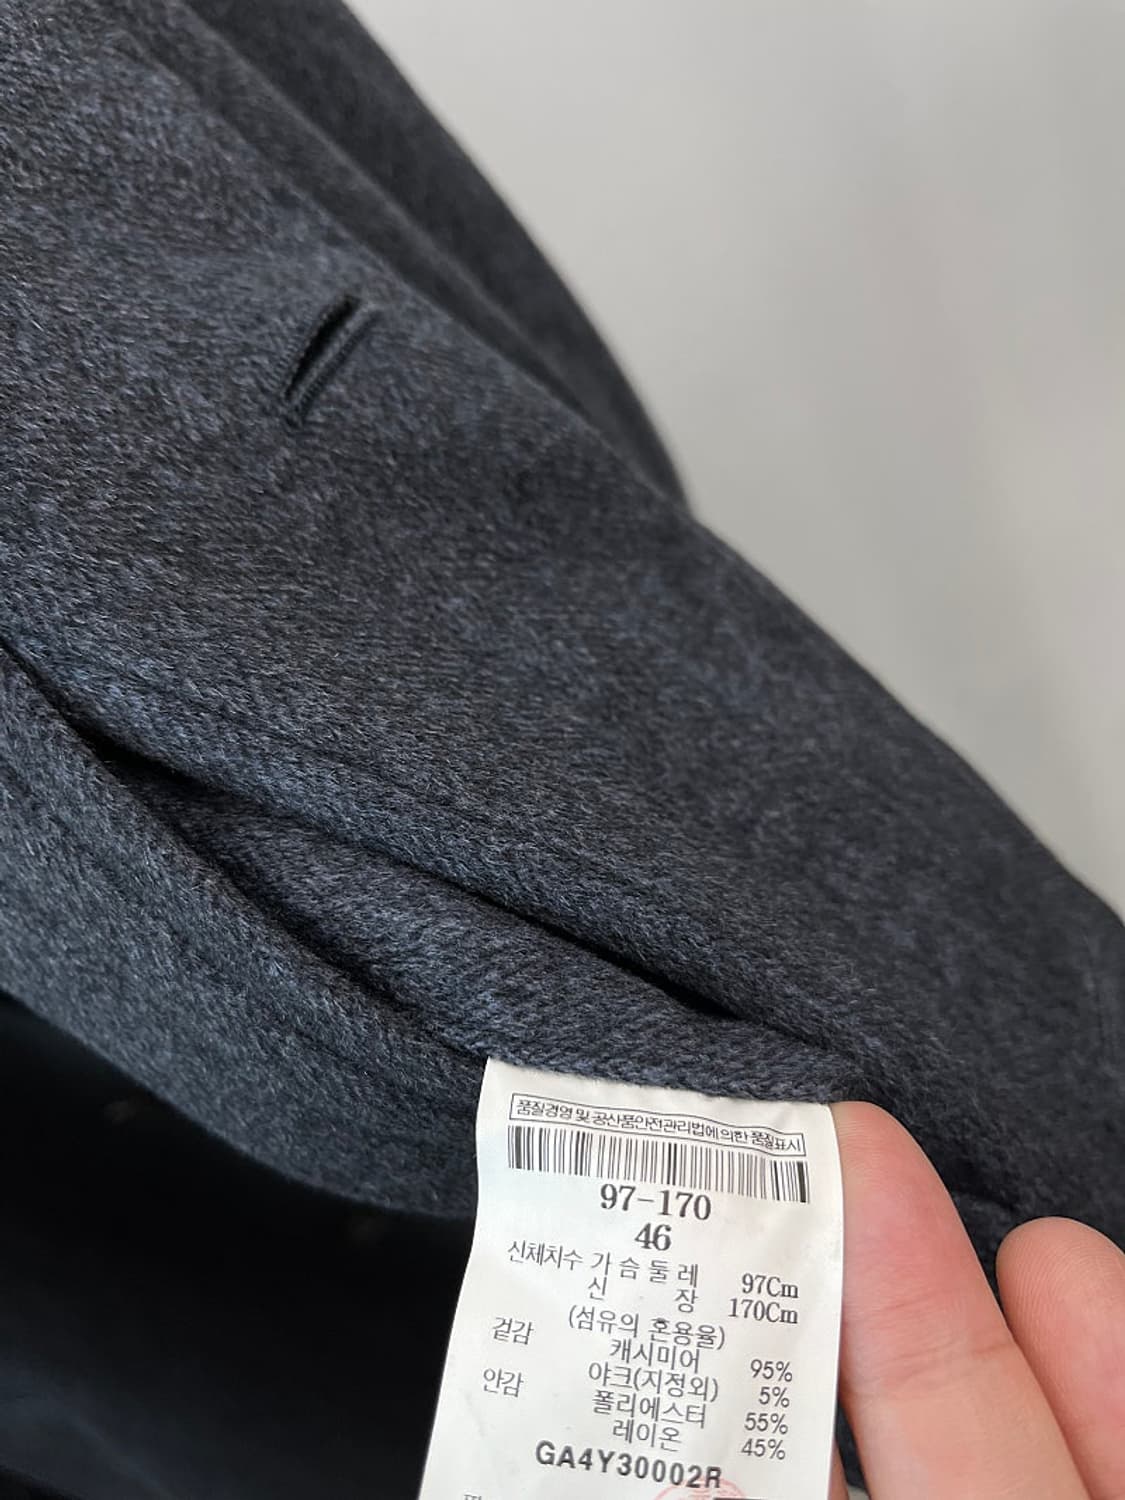 품질경영 및 공산품안전관리법에 의한 품질표시
97-170
46
신체치수 가 슴 둘 레 97Cm
신 장 170Cm
(섬유의 혼용율)
겉감 캐시미어 95%
야크(지정외) 5%
안감 폴리에스터 55%
레이온 45%
GA4Y30002R